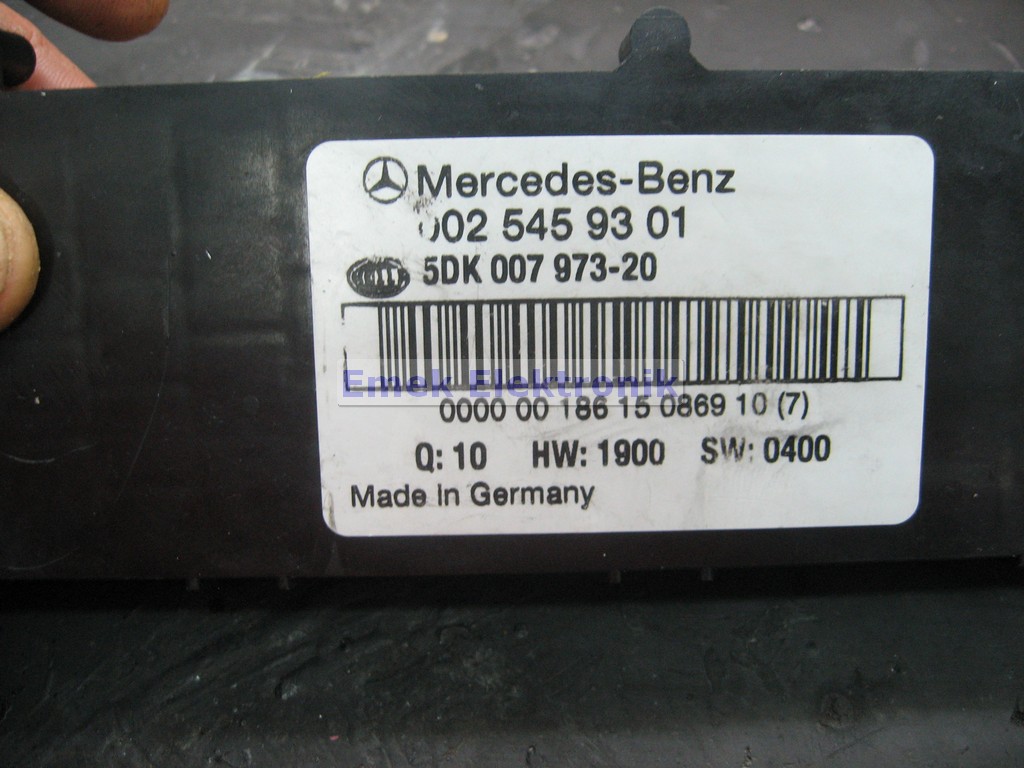 Mercedes-Benz
002 545 93 01
5DK 007 973-20
Emek Elektronik
0000 00 186 15 0869 10 (7)
Q: 10 HW: 1900 SW: 0400
Made in Germany